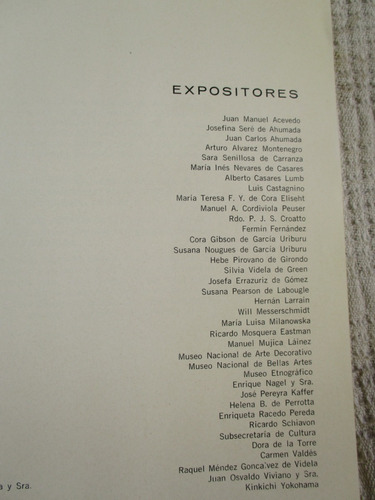 EXPOSITORES
Juan Manuel Acevedo
Josefina Seré de Ahumada
Juan Carlos Ahumada
Arturo Alvarez Montenegro
Sara Senillosa de Carranza
María Inés Nevares de Casares
Alberto Casares Lumb
Luis Castagnino
María Teresa F. Y. de Cora Eliseht
Manuel A. Cordiviola Peuser
Rdo. P. J. S. Croatto
Fermín Fernández
Cora Gibson de García Uriburu
Susana Nougues de García Uriburu
Hebe Pirovano de Girondo
Silvia Videla de Green
Josefa Errazuriz de Gómez
Susana Pearson de Labougle
Hernán Larrain
Will Messerschmidt
María Luisa Milanowska
Ricardo Mosquera Eastman
Manuel Mujica Láinez
Museo Nacional de Arte Decorativo
Museo Nacional de Bellas Artes
Museo Etnográfico
Enrique Nagel y Sra.
José Pereyra Kaffer
Helena B. de Perrotta
Enriqueta Racedo Pereda
Ricardo Schiavon
Subsecretaría de Cultura
Dora de la Torre
Carmen Valdés
Raquel Méndez Goncalvez de Videla
Juan Osvaldo Viviano y Sra.
Kinkichi Yokonama
a y Sra.